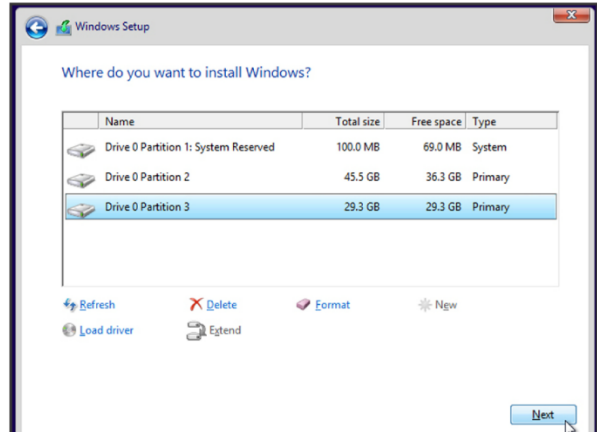 Windows Setup
Where do you want to install Windows?
Name Total size Free space Type
Drive 0 Partition 1: System Reserved 100.0 MB 69.0 MB System
Drive 0 Partition 2 45.5 GB 36.3 GB Primary
Drive 0 Partition 3 29.3 GB 29.3 GB Primary
Refresh Delete Format New
Load driver Extend
Next